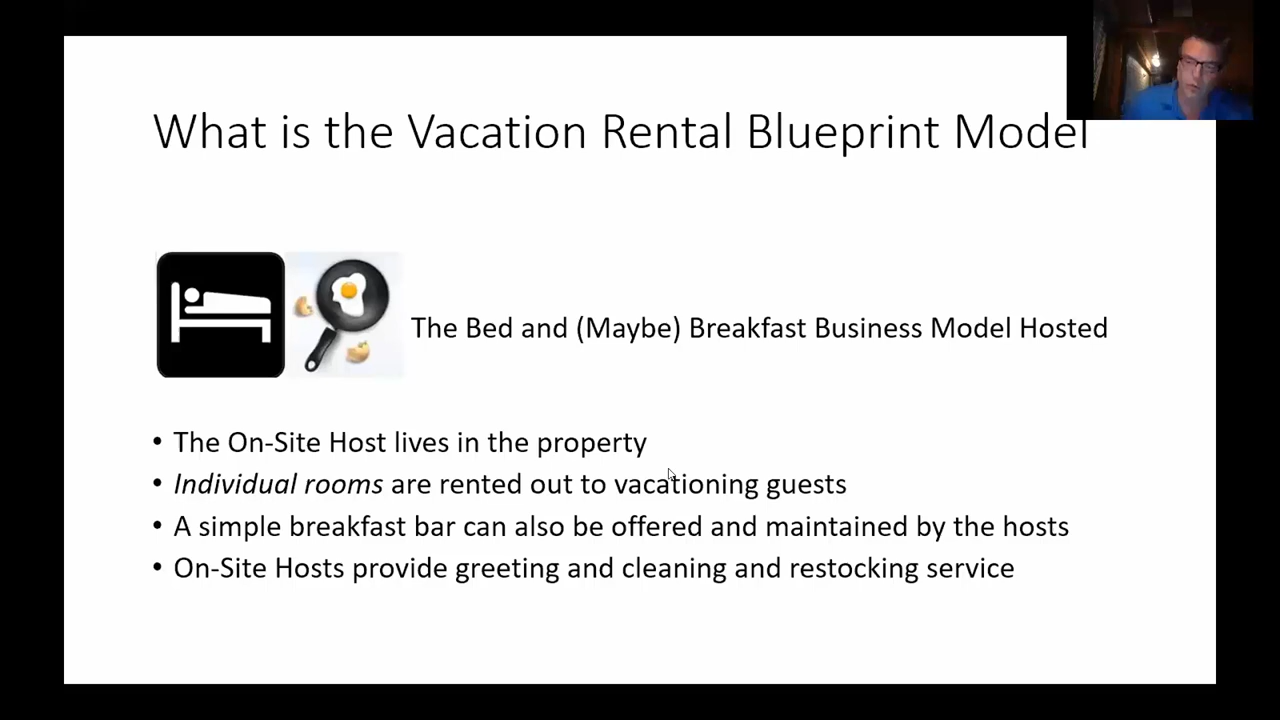 What is the Vacation Rental Blueprint Model
The Bed and (Maybe) Breakfast Business Model Hosted
• The On-Site Host lives in the property
• Individual rooms are rented out to vacationing guests
• A simple breakfast bar can also be offered and maintained by the hosts
• On-Site Hosts provide greeting and cleaning and restocking service